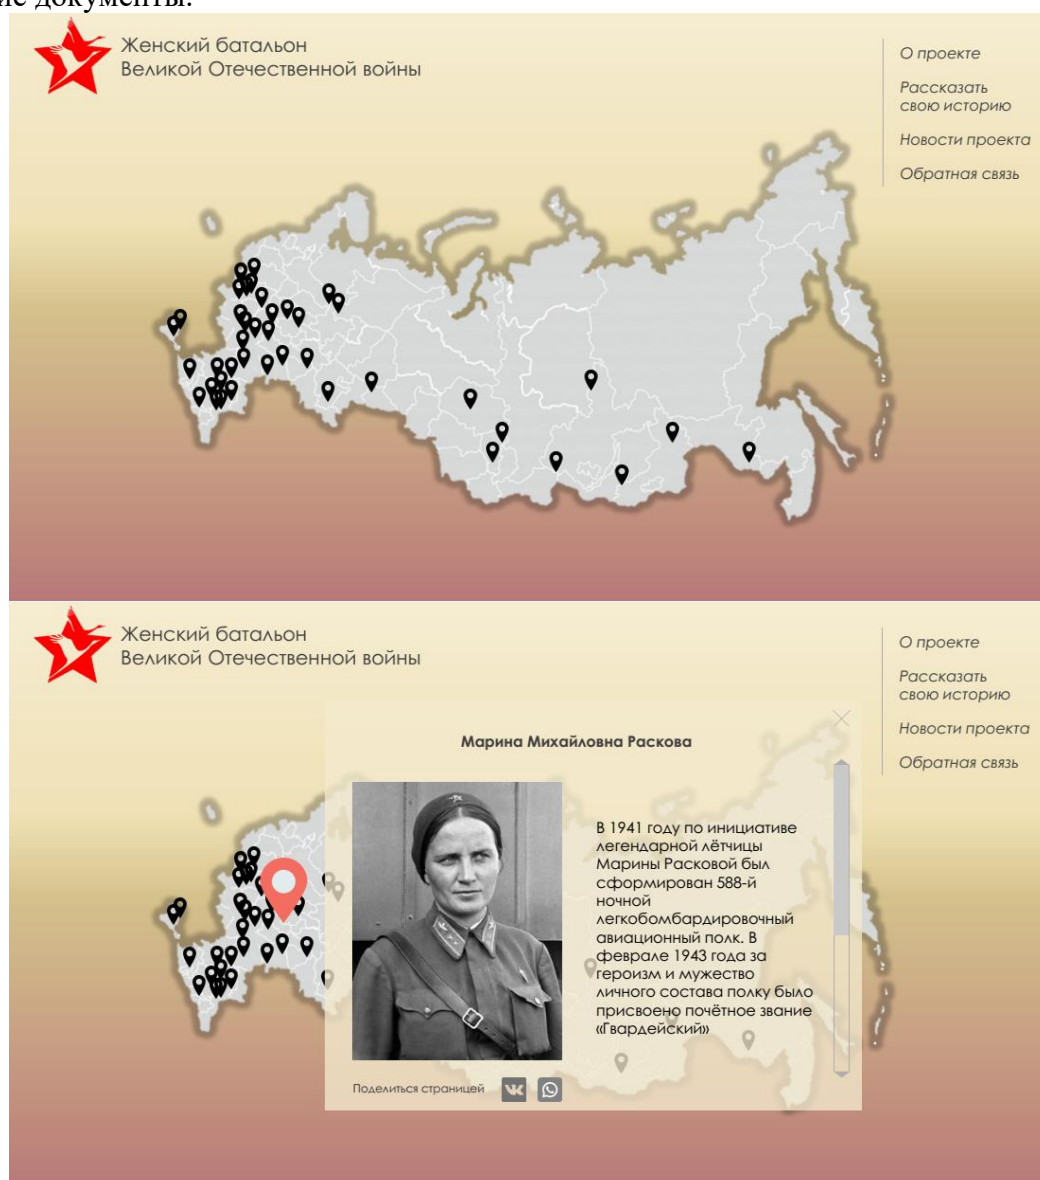 ие документы.
Женский батальон
Великой Отечественной войны
О проекте
Рассказать
свою историю
Новости проекта
Обратная связь
Женский батальон
Великой Отечественной войны
О проекте
Рассказать
свою историю
Новости проекта
Обратная связь
Марина Михайловна Раскова
В 1941 году по инициативе
легендарной лётчицы
Марины Расковой был
сформирован 588-й
ночной
легкобомбардировочный
авиационный полк. В
феврале 1943 года за
героизм и мужество
личного состава полку было
присвоено почётное звание
«Гвардейский»
Поделиться страницей